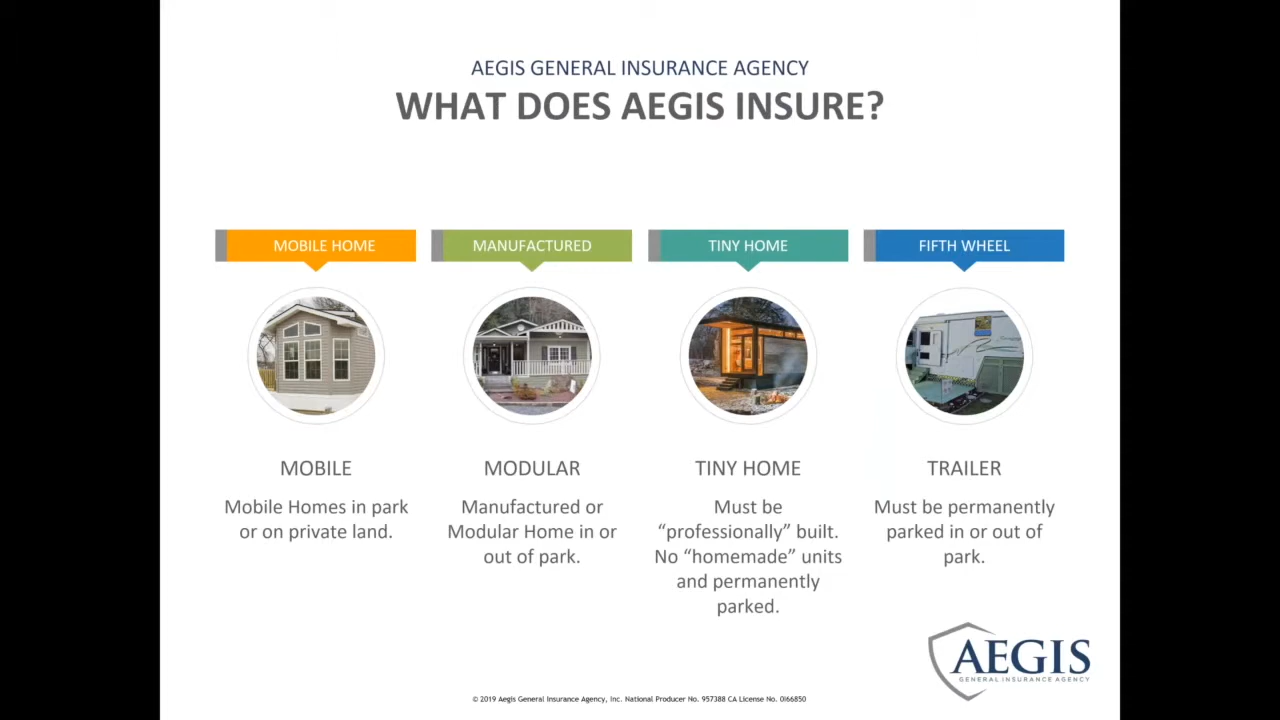 AEGIS GENERAL INSURANCE AGENCY
WHAT DOES AEGIS INSURE?
MOBILE HOME
MANUFACTURED
TINY HOME
FIFTH WHEEL
MOBILE
Mobile Homes in park
or on private land.
MODULAR
Manufactured or
Modular Home in or
out of park.
TINY HOME
Must be
“professionally” built.
No “homemade” units
and permanently
parked.
TRAILER
Must be permanently
parked in or out of
park.
AEGIS
GENERAL INSURANCE AGENCY
© 2019 Aegis General Insurance Agency, Inc. National Producer No. 957388 CA License No. 0I66850